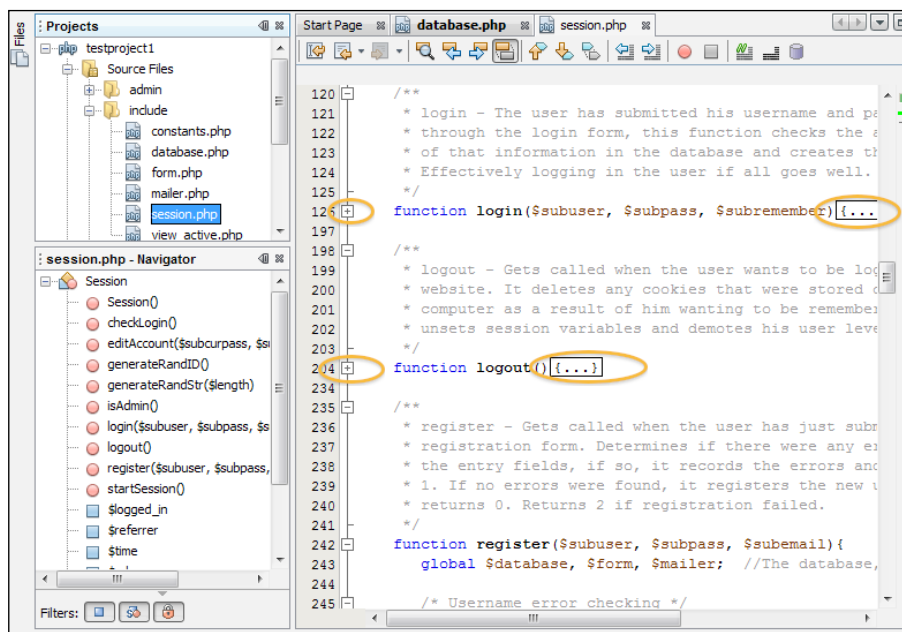 Files
Projects
testproject1
Source Files
admin
include
constants.php
database.php
form.php
mailer.php
session.php
view_active.php
session.php - Navigator
Session
Session()
checkLogin()
editAccount($subcurpass, $su
generateRandID()
generateRandStr($length)
isAdmin()
login($subuser, $subpass, $s
logout()
register($subuser, $subpass,
startSession()
$logged_in
$referrer
$time
Filters:
Start Page database.php session.php
120 /**
121 * login - The user has submitted his username and pa
122 * through the login form, this function checks the a
123 * of that information in the database and creates th
124 * Effectively logging in the user if all goes well.
125 */
126 function login($subuser, $subpass, $subremember){...
197
198 /**
199 * logout - Gets called when the user wants to be log
200 * website. It deletes any cookies that were stored o
201 * computer as a result of him wanting to be remember
202 * unsets session variables and demotes his user leve
203 */
204 function logout(){...}
234
235 /**
236 * register - Gets called when the user has just subm
237 * registration form. Determines if there were any er
238 * the entry fields, if so, it records the errors and
239 * 1. If no errors were found, it registers the new u
240 * returns 0. Returns 2 if registration failed.
241 */
242 function register($subuser, $subpass, $subemail){
243 global $database, $form, $mailer; //The database,
244
245 /* Username error checking */